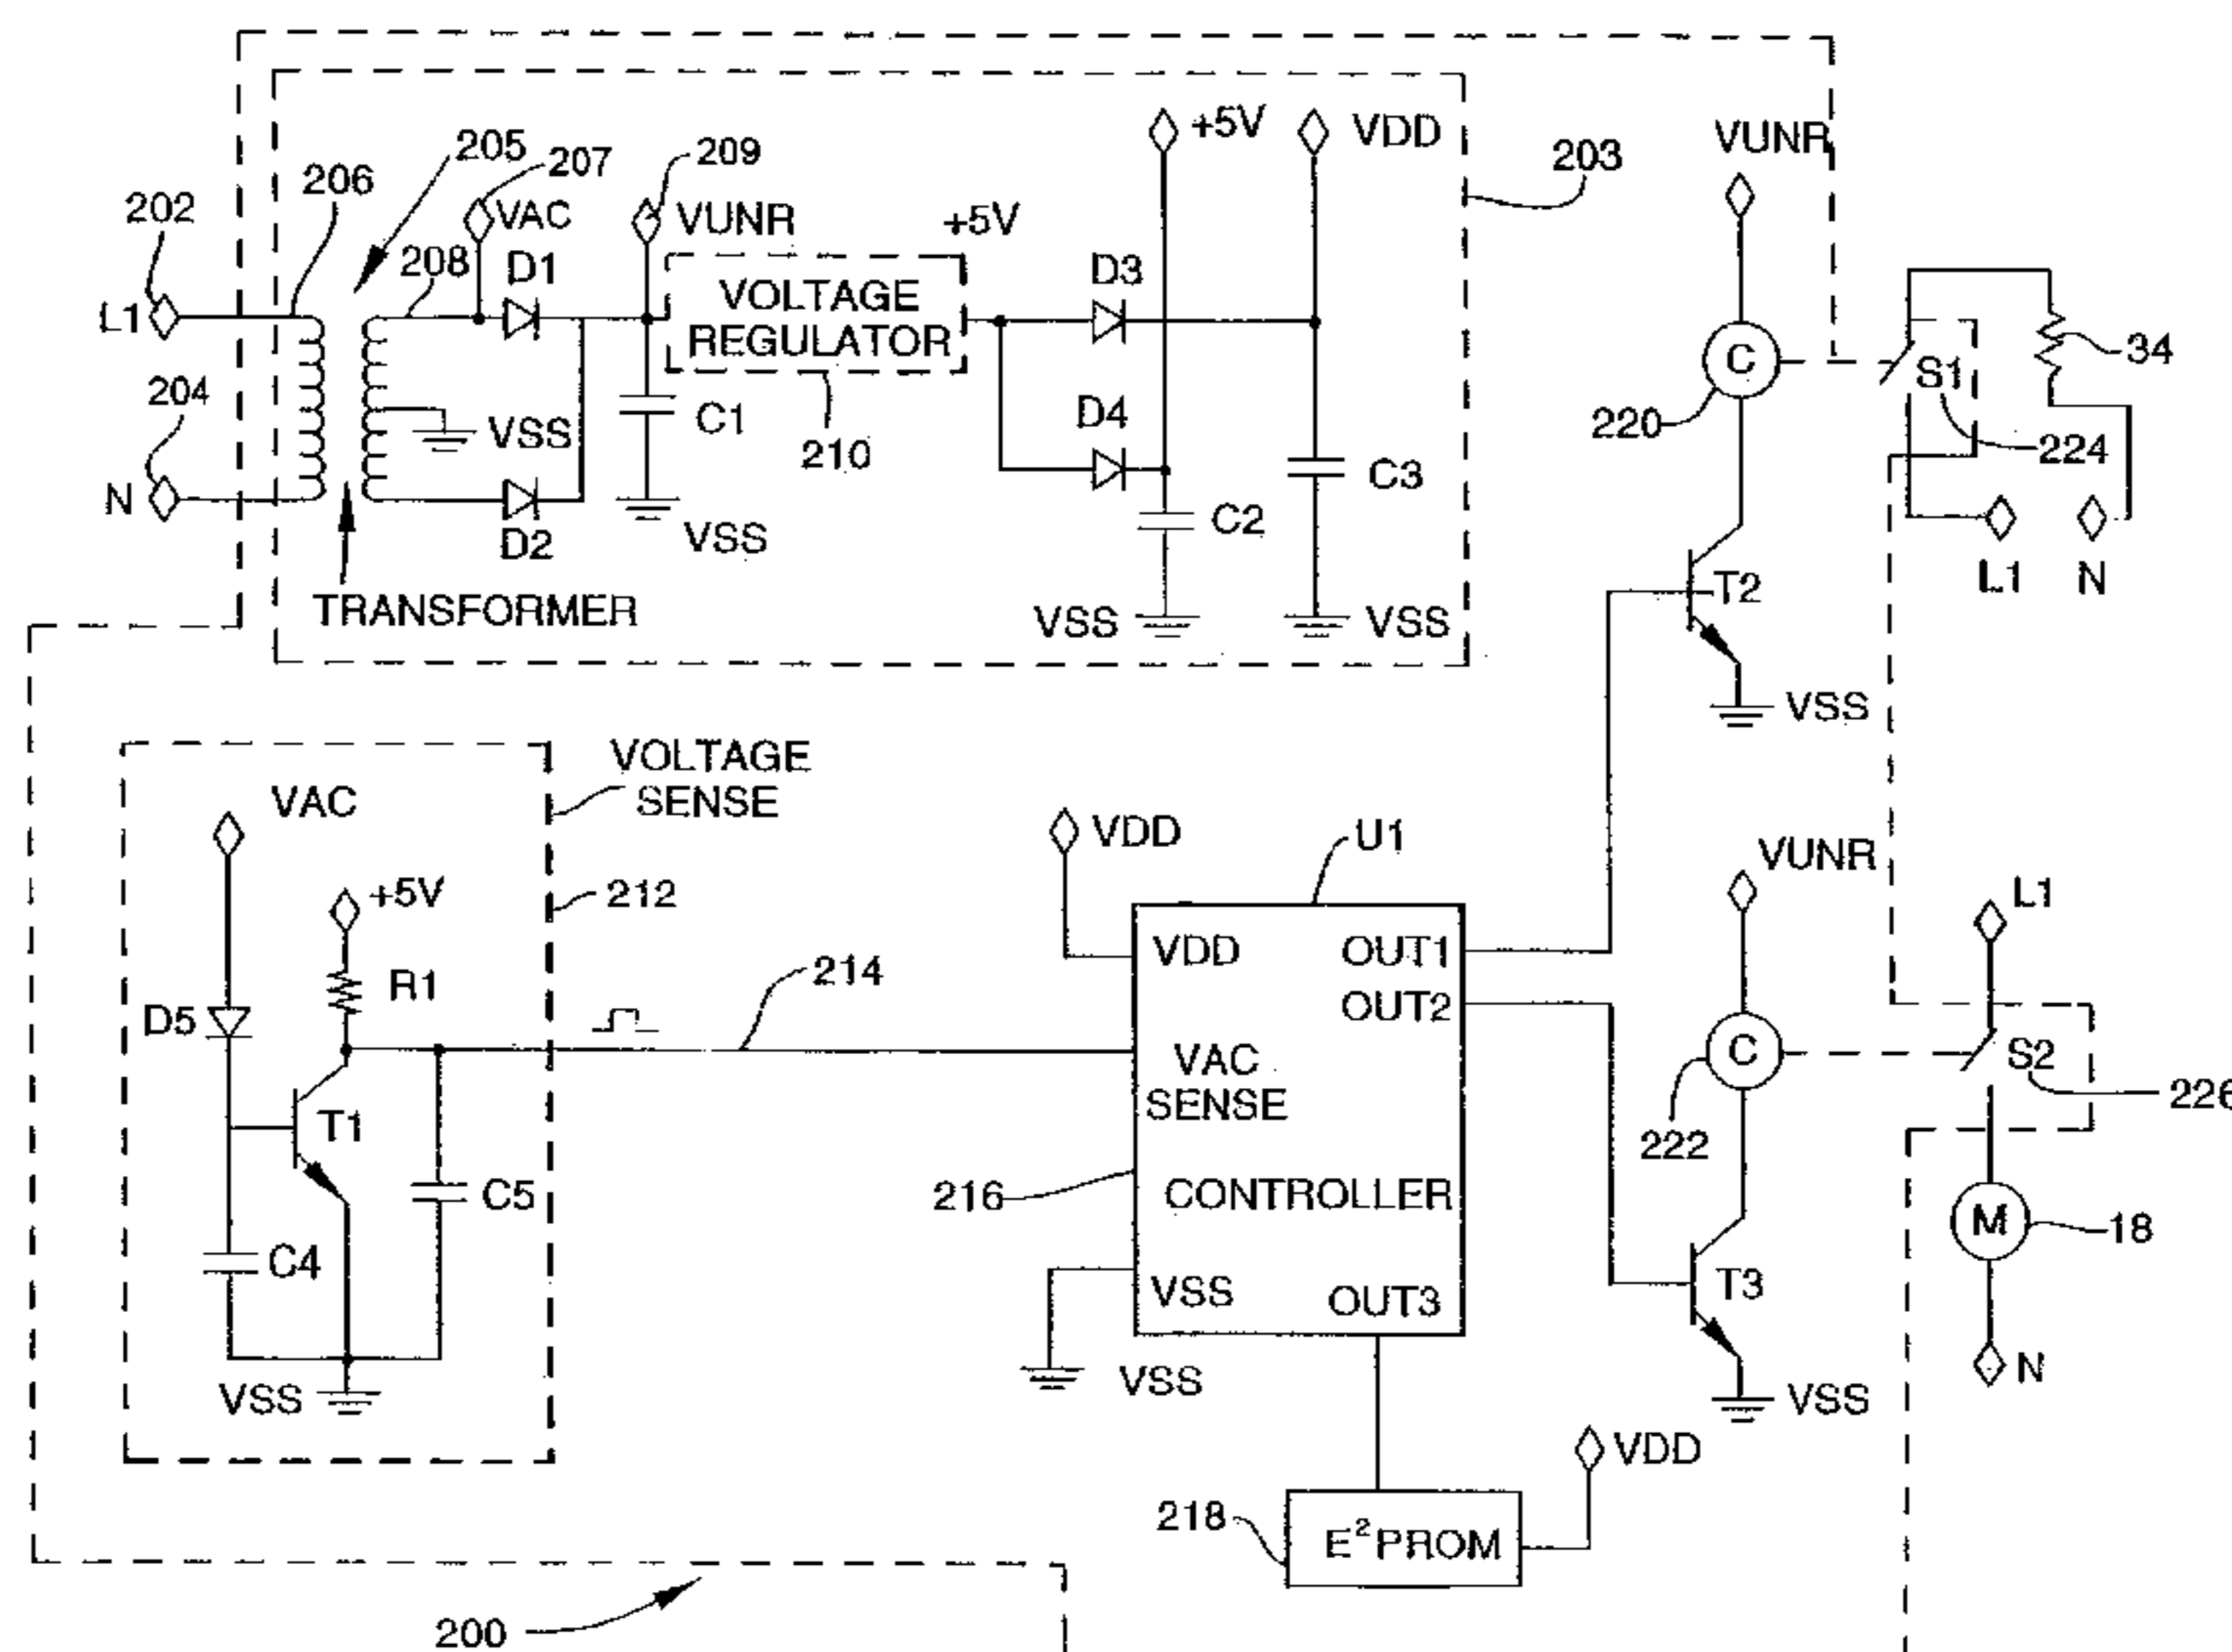 202
L1
204
N
206
205
207
VAC
208
D1
209
VUNR
VOLTAGE
REGULATOR
210
+5V
VSS
C1
VSS
D2
TRANSFORMER
D3
D4
+5V
VDD
C2
C3
VSS
VSS
203
VUNR
C
220
S1
34
224
L1
N
T2
VSS
VOLTAGE
SENSE
VAC
+5V
212
R1
D5
T1
C5
C4
VSS
214
VDD
U1
VDD
OUT1
OUT2
VAC
SENSE
216
CONTROLLER
VSS
OUT3
VSS
VUNR
L1
C
S2
226
222
M
18
T3
N
VSS
VDD
218
E²PROM
200